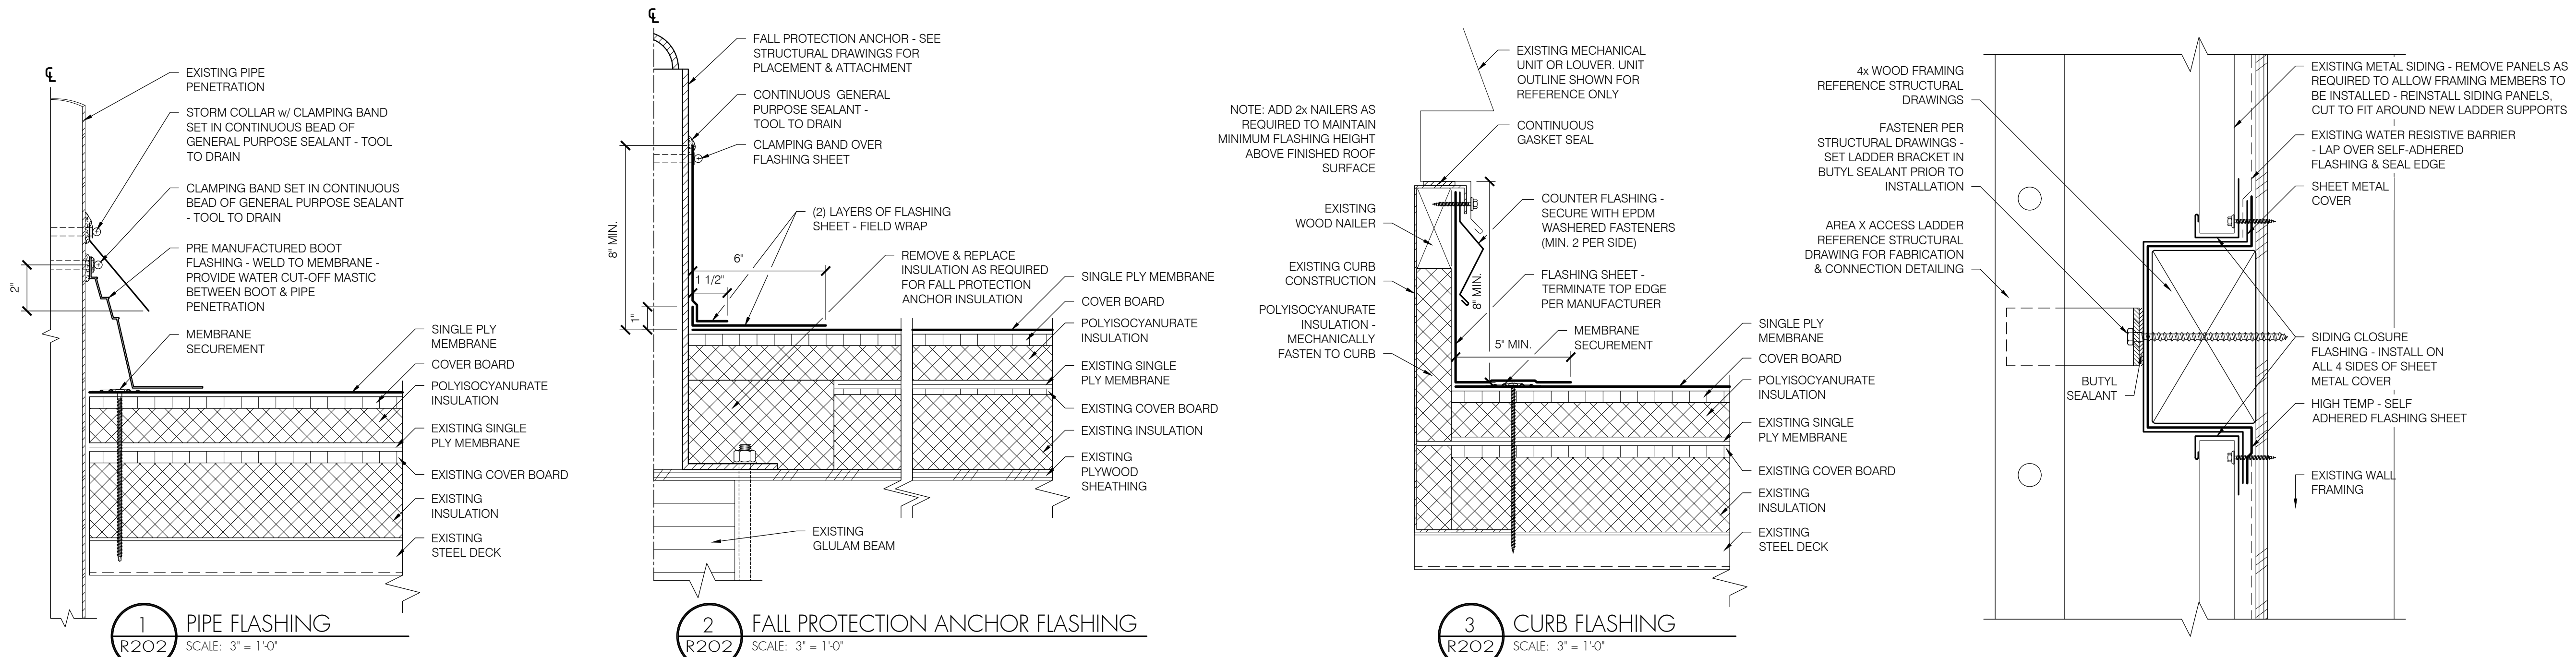 ℄
EXISTING PIPE
PENETRATION
STORM COLLAR w/ CLAMPING BAND
SET IN CONTINUOUS BEAD OF
GENERAL PURPOSE SEALANT - TOOL
TO DRAIN
CLAMPING BAND SET IN CONTINUOUS
BEAD OF GENERAL PURPOSE SEALANT
- TOOL TO DRAIN
PRE MANUFACTURED BOOT
FLASHING - WELD TO MEMBRANE -
PROVIDE WATER CUT-OFF MASTIC
BETWEEN BOOT & PIPE
PENETRATION
2"
MEMBRANE
SECUREMENT
SINGLE PLY
MEMBRANE
COVER BOARD
POLYISOCYANURATE
INSULATION
EXISTING SINGLE
PLY MEMBRANE
EXISTING COVER BOARD
EXISTING
INSULATION
EXISTING
STEEL DECK
1
R202
PIPE FLASHING
SCALE: 3" = 1'-0"
℄
FALL PROTECTION ANCHOR - SEE
STRUCTURAL DRAWINGS FOR
PLACEMENT & ATTACHMENT
CONTINUOUS GENERAL
PURPOSE SEALANT -
TOOL TO DRAIN
CLAMPING BAND OVER
FLASHING SHEET
8" MIN.
(2) LAYERS OF FLASHING
SHEET - FIELD WRAP
6"
1 1/2"
1"
REMOVE & REPLACE
INSULATION AS REQUIRED
FOR FALL PROTECTION
ANCHOR INSULATION
SINGLE PLY MEMBRANE
COVER BOARD
POLYISOCYANURATE
INSULATION
EXISTING SINGLE
PLY MEMBRANE
EXISTING COVER BOARD
EXISTING INSULATION
EXISTING
PLYWOOD
SHEATHING
EXISTING
GLULAM BEAM
2
R202
FALL PROTECTION ANCHOR FLASHING
SCALE: 3" = 1'-0"
EXISTING MECHANICAL
UNIT OR LOUVER. UNIT
OUTLINE SHOWN FOR
REFERENCE ONLY
NOTE: ADD 2x NAILERS AS
REQUIRED TO MAINTAIN
MINIMUM FLASHING HEIGHT
ABOVE FINISHED ROOF
SURFACE
CONTINUOUS
GASKET SEAL
EXISTING
WOOD NAILER
COUNTER FLASHING -
SECURE WITH EPDM
WASHERED FASTENERS
(MIN. 2 PER SIDE)
EXISTING CURB
CONSTRUCTION
FLASHING SHEET -
TERMINATE TOP EDGE
PER MANUFACTURER
8" MIN.
POLYISOCYANURATE
INSULATION -
MECHANICALLY
FASTEN TO CURB
MEMBRANE
SECUREMENT
5" MIN.
SINGLE PLY
MEMBRANE
COVER BOARD
POLYISOCYANURATE
INSULATION
EXISTING SINGLE
PLY MEMBRANE
EXISTING COVER BOARD
EXISTING
INSULATION
EXISTING
STEEL DECK
3
R202
CURB FLASHING
SCALE: 3" = 1'-0"
4x WOOD FRAMING
REFERENCE STRUCTURAL
DRAWINGS
FASTENER PER
STRUCTURAL DRAWINGS -
SET LADDER BRACKET IN
BUTYL SEALANT PRIOR TO
INSTALLATION
AREA X ACCESS LADDER
REFERENCE STRUCTURAL
DRAWING FOR FABRICATION
& CONNECTION DETAILING
BUTYL
SEALANT
EXISTING METAL SIDING - REMOVE PANELS AS
REQUIRED TO ALLOW FRAMING MEMBERS TO
BE INSTALLED - REINSTALL SIDING PANELS,
CUT TO FIT AROUND NEW LADDER SUPPORTS
EXISTING WATER RESISTIVE BARRIER
- LAP OVER SELF-ADHERED
FLASHING & SEAL EDGE
SHEET METAL
COVER
SIDING CLOSURE
FLASHING - INSTALL ON
ALL 4 SIDES OF SHEET
METAL COVER
HIGH TEMP - SELF
ADHERED FLASHING SHEET
EXISTING WALL
FRAMING